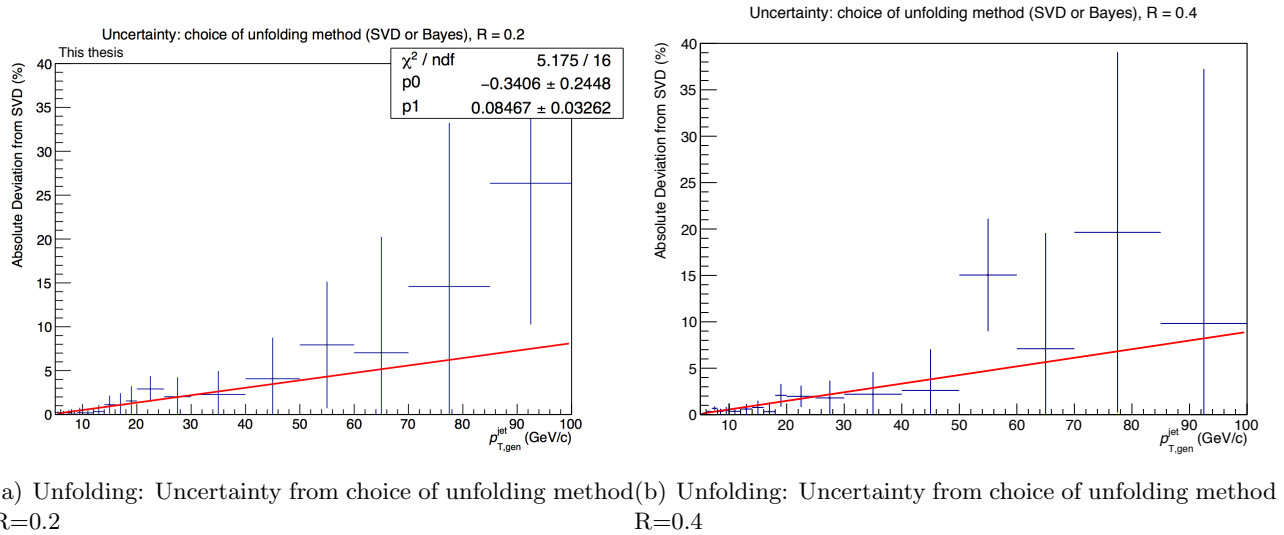 Uncertainty: choice of unfolding method (SVD or Bayes), R = 0.2
This thesis
χ² / ndf 5.175 / 16
p0 −0.3406 ± 0.2448
p1 0.08467 ± 0.03262
Absolute Deviation from SVD (%)
40
35
30
25
20
15
10
5
0
10 20 30 40 50 60 70 80 90 100
p_{T,gen}^{jet} (GeV/c)
Uncertainty: choice of unfolding method (SVD or Bayes), R = 0.4
Absolute Deviation from SVD (%)
40
35
30
25
20
15
10
5
0
10 20 30 40 50 60 70 80 90 100
p_{T,gen}^{jet} (GeV/c)
a) Unfolding: Uncertainty from choice of unfolding method
R=0.2
(b) Unfolding: Uncertainty from choice of unfolding method
R=0.4